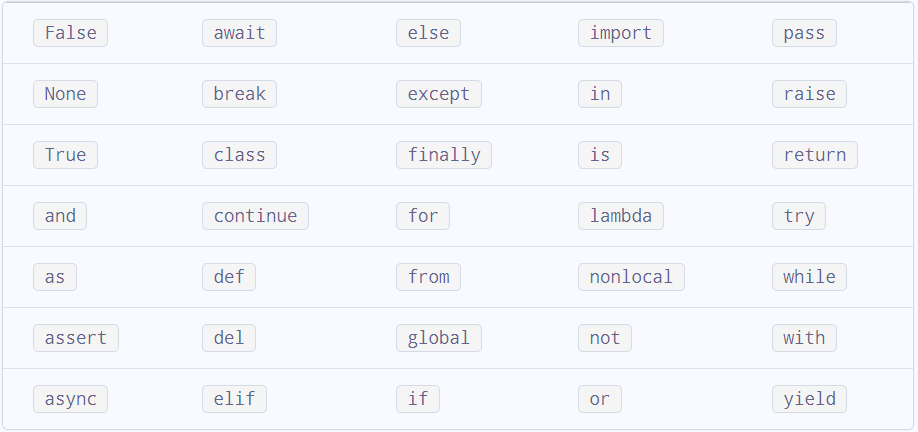 False await else import pass
None break except in raise
True class finally is return
and continue for lambda try
as def from nonlocal while
assert del global not with
async elif if or yield